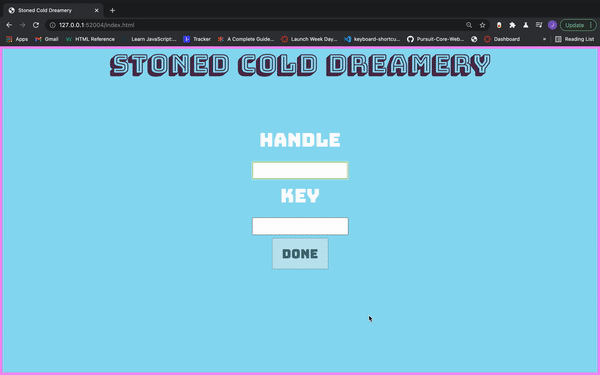 Stoned Cold Dreamery
127.0.0.1:52004/index.html
Update
Apps Gmail HTML Reference Learn JavaScript:... Tracker A Complete Guide... Launch Week Day... keyboard-shortcu... Pursuit-Core-Web... Dashboard » Reading List
STONED COLD DREAMERY
HANDLE
KEY
DONE